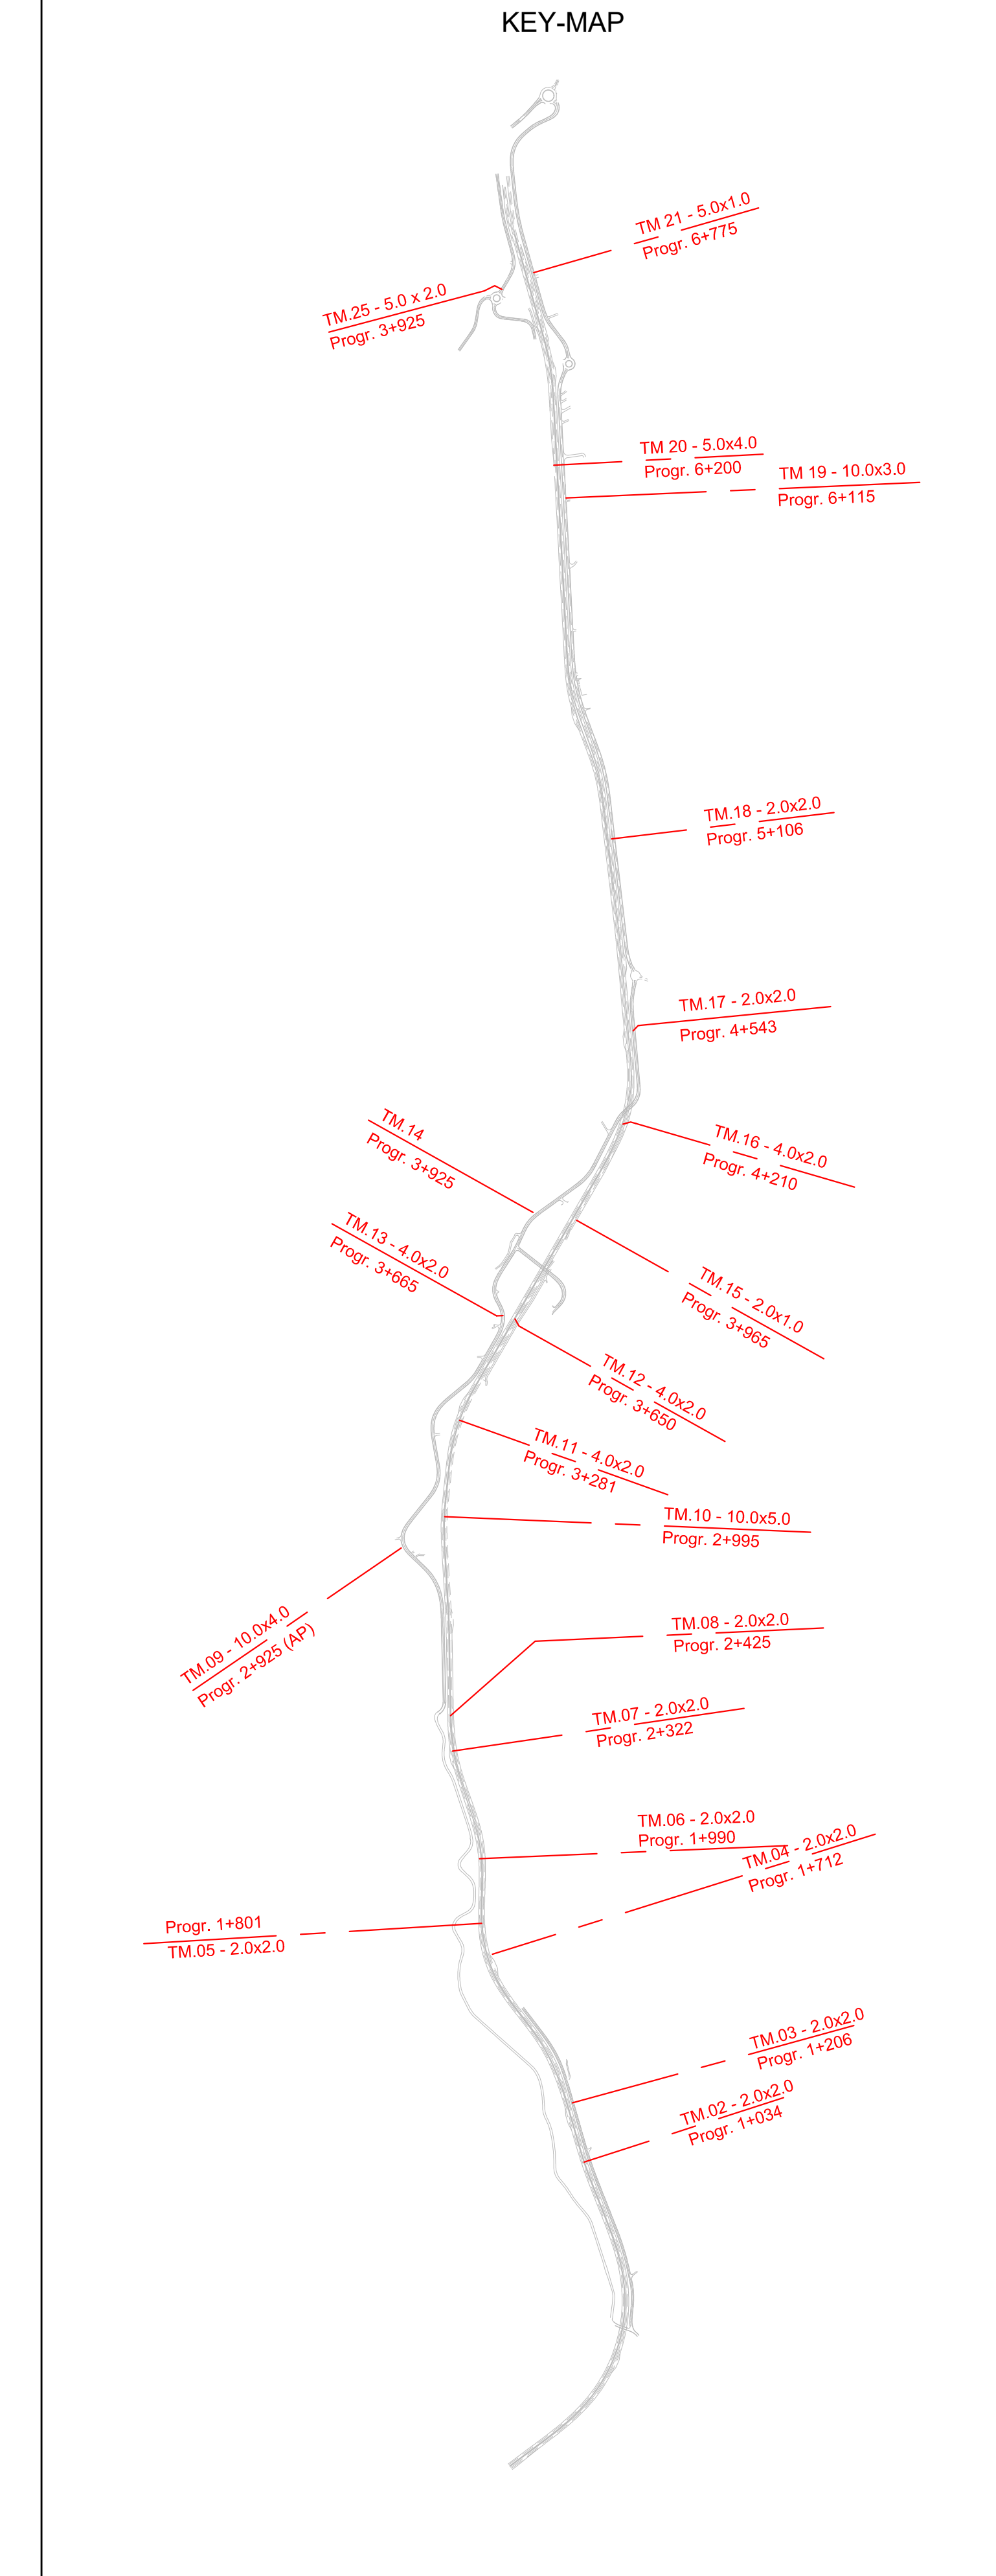 KEY-MAP
TM 21 - 5.0x1.0
Progr. 6+775
TM.25 - 5.0 x 2.0
Progr. 3+925
TM 20 - 5.0x4.0
Progr. 6+200
TM 19 - 10.0x3.0
Progr. 6+115
TM.18 - 2.0x2.0
Progr. 5+106
TM.17 - 2.0x2.0
Progr. 4+543
TM.14
Progr. 3+925
TM.16 - 4.0x2.0
Progr. 4+210
TM.13 - 4.0x2.0
Progr. 3+665
TM.15 - 2.0x1.0
Progr. 3+965
TM.12 - 4.0x2.0
Progr. 3+650
TM.11 - 4.0x2.0
Progr. 3+281
TM.10 - 10.0x5.0
Progr. 2+995
TM.09 - 10.0x4.0
Progr. 2+925 (AP)
TM.08 - 2.0x2.0
Progr. 2+425
TM.07 - 2.0x2.0
Progr. 2+322
TM.06 - 2.0x2.0
Progr. 1+990
TM.04 - 2.0x2.0
Progr. 1+712
Progr. 1+801
TM.05 - 2.0x2.0
TM.03 - 2.0x2.0
Progr. 1+206
TM.02 - 2.0x2.0
Progr. 1+034